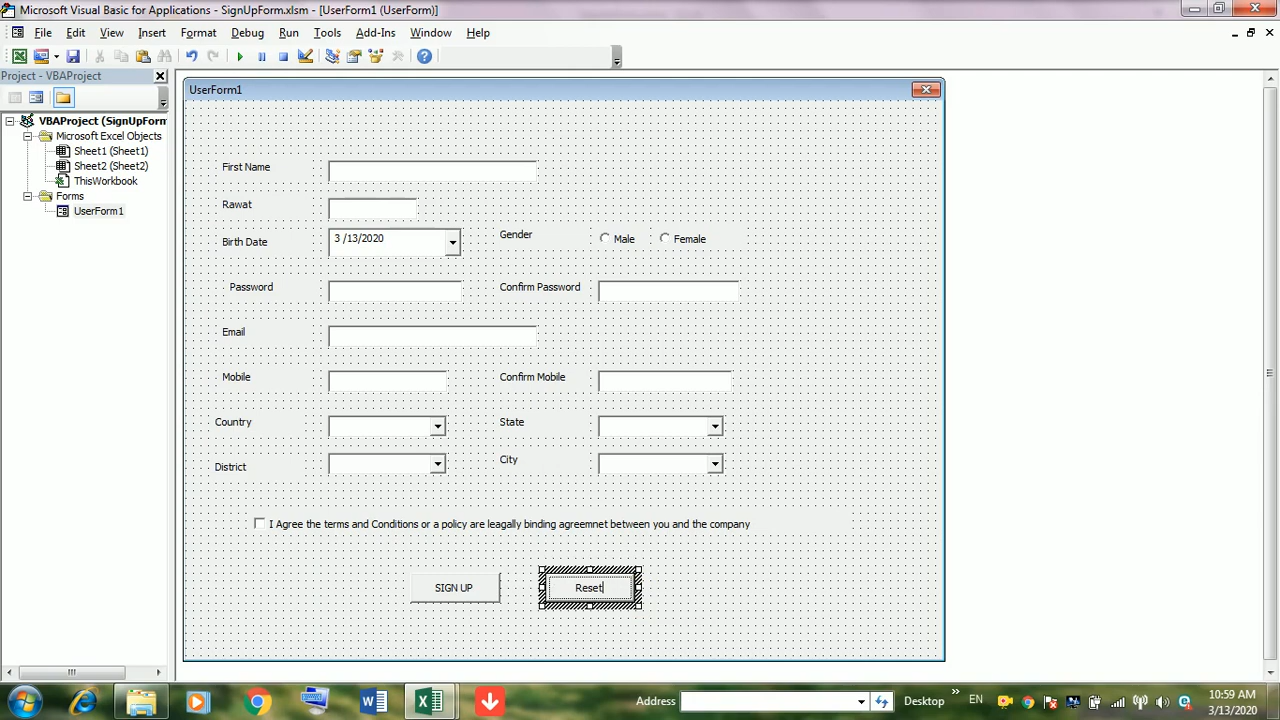 Microsoft Visual Basic for Applications - SignUpForm.xlsm - [UserForm1 (UserForm)]
File Edit View Insert Format Debug Run Tools Add-Ins Window Help
Project - VBAProject
VBAProject (SignUpForm
Microsoft Excel Objects
Sheet1 (Sheet1)
Sheet2 (Sheet2)
ThisWorkbook
Forms
UserForm1
UserForm1
First Name
Rawat
Birth Date 3 /13/2020 Gender Male Female
Password Confirm Password
Email
Mobile Confirm Mobile
Country State
District City
I Agree the terms and Conditions or a policy are leagally binding agreemnet between you and the company
SIGN UP Reset
Address Desktop » EN 10:59 AM
3/13/2020